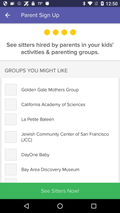 12:50
Parent Sign Up
See sitters hired by parents in your kids'
activities & parenting groups.
GROUPS YOU MIGHT LIKE
Golden Gate Mothers Group
California Academy of Sciences
La Petite Baleen
Jewish Community Center of San Francisco
(JCC)
DayOne Baby
Bay Area Discovery Museum
See Sitters Now!